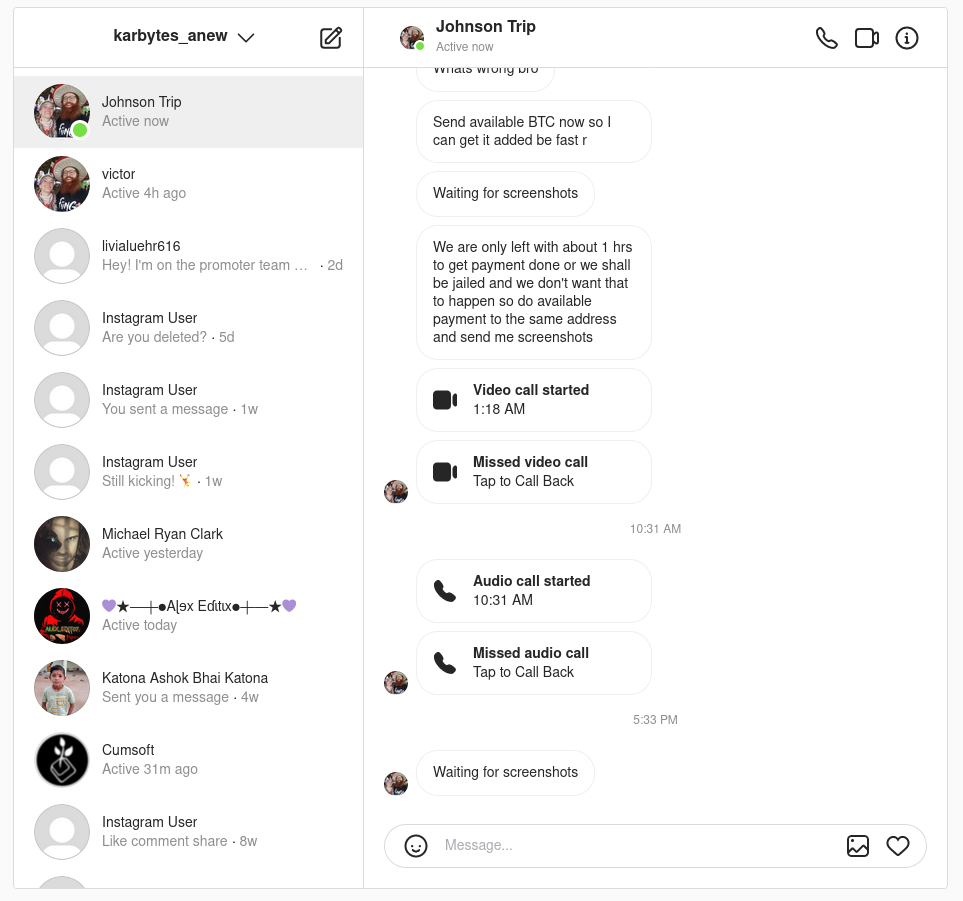 karbytes_anew
Johnson Trip
Active now
victor
Active 4h ago
livialuehr616
Hey! I'm on the promoter team … · 2d
Instagram User
Are you deleted? · 5d
Instagram User
You sent a message · 1w
Instagram User
Still kicking! 🤾 · 1w
Michael Ryan Clark
Active yesterday
Active today
Katona Ashok Bhai Katona
Sent you a message · 4w
Cumsoft
Active 31m ago
Instagram User
Like comment share · 8w
Johnson Trip
Active now
Whats wrong bro
Send available BTC now so I
can get it added be fast r
Waiting for screenshots
We are only left with about 1 hrs
to get payment done or we shall
be jailed and we don't want that
to happen so do available
payment to the same address
and send me screenshots
Video call started
1:18 AM
Missed video call
Tap to Call Back
10:31 AM
Audio call started
10:31 AM
Missed audio call
Tap to Call Back
5:33 PM
Waiting for screenshots
Message...